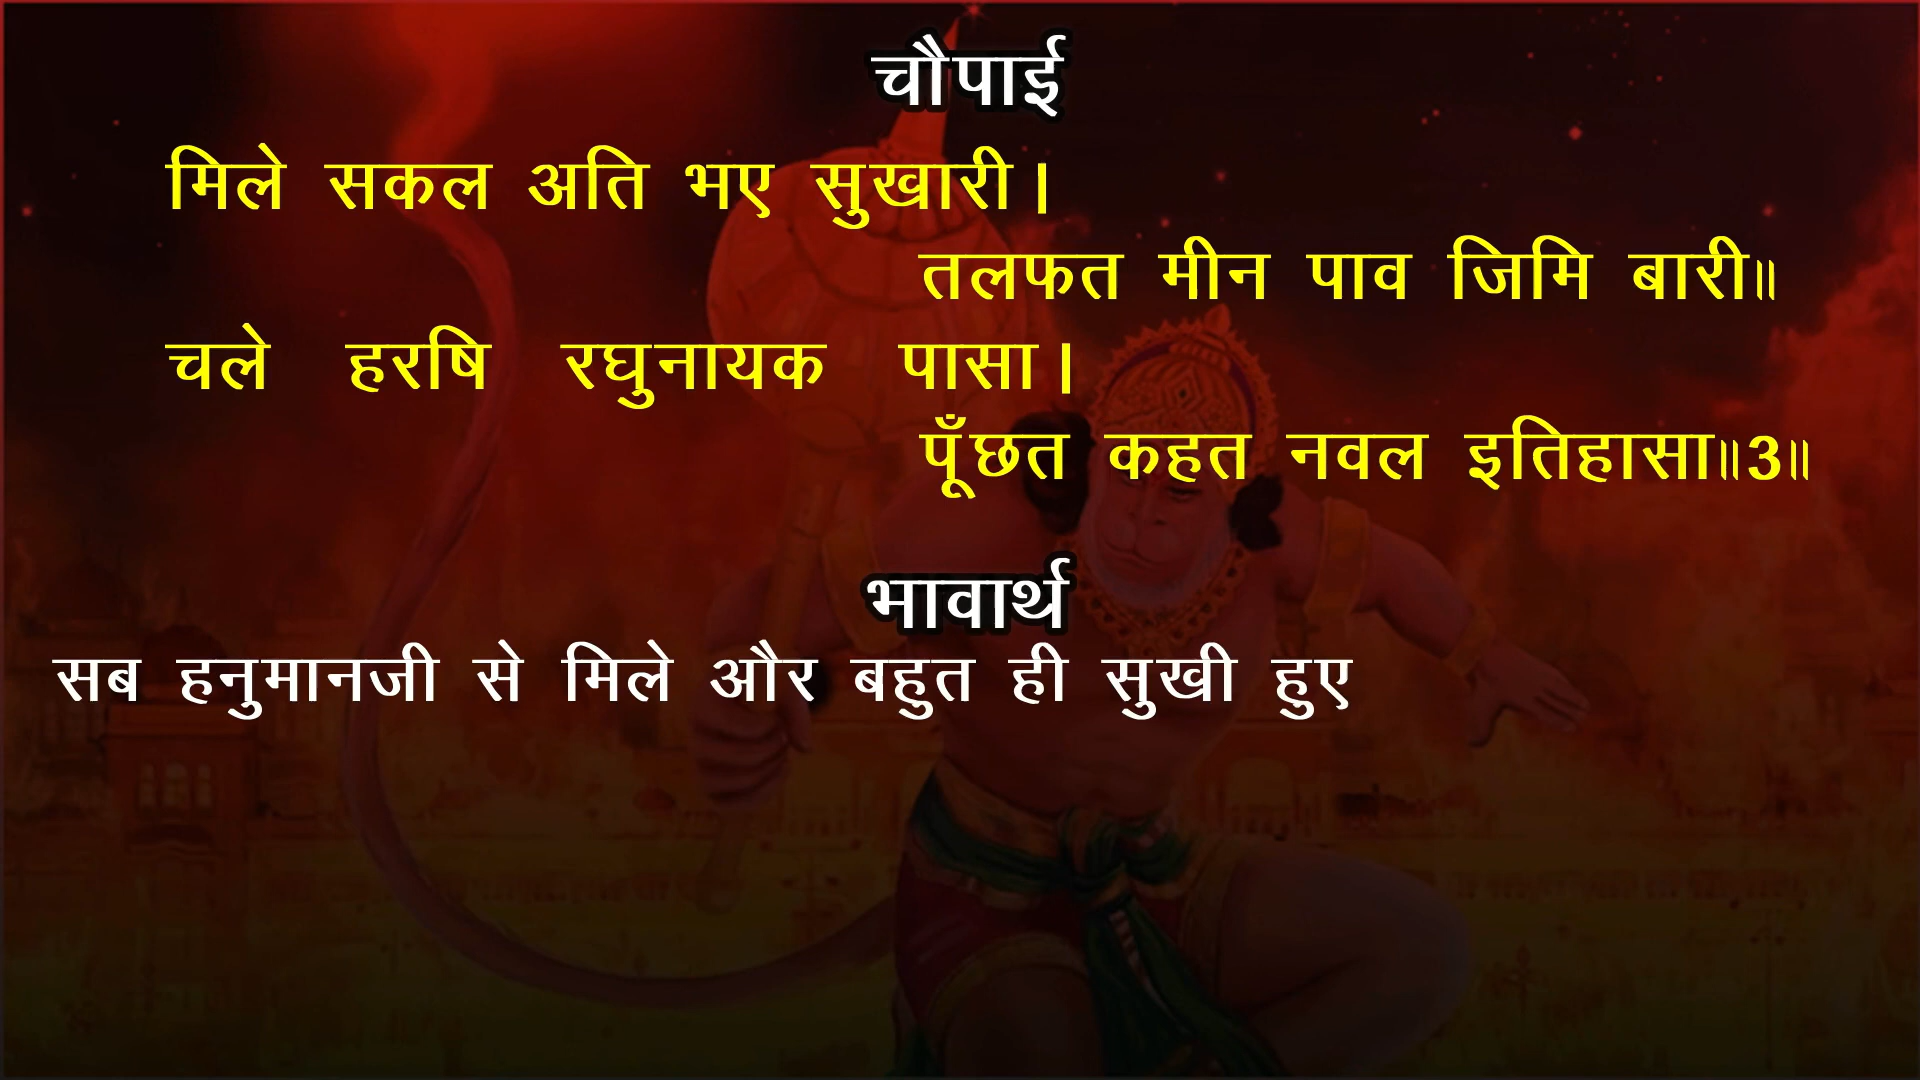 चौपाई
मिले सकल अति भए सुखारी।
तलफत मीन पाव जिमि बारी॥
चले हरषि रघुनायक पासा।
पूँछत कहत नवल इतिहासा॥3॥
भावार्थ
सब हनुमानजी से मिले और बहुत ही सुखी हुए